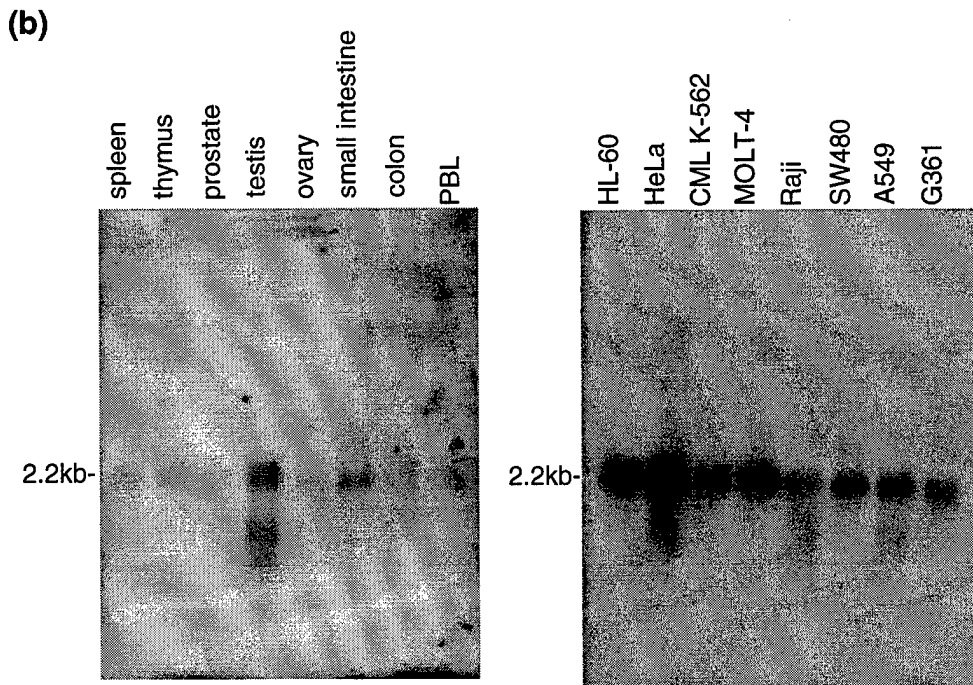 (b)
spleen
thymus
prostate
testis
ovary
small intestine
colon
PBL
HL-60
HeLa
CML K-562
MOLT-4
Raji
SW480
A549
G361
2.2kb-
2.2kb-